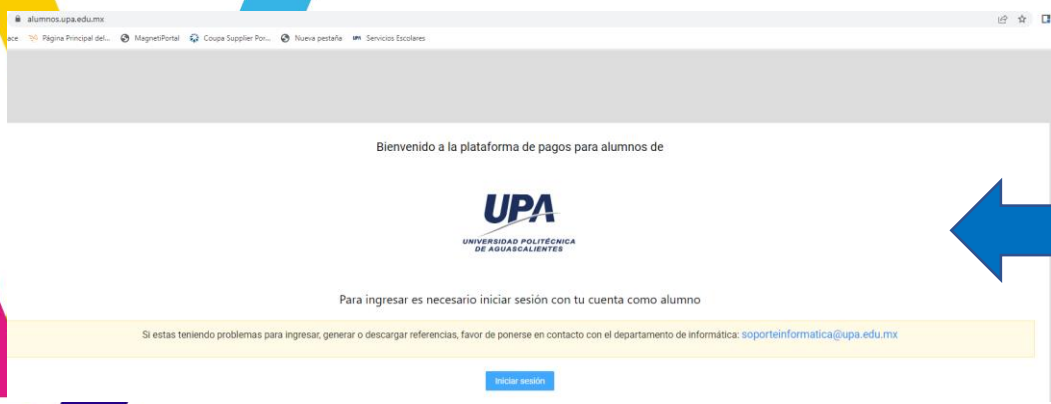 alumnos.upa.edu.mx
ace Página Principal del... MagnetiPortal Coupa Supplier Por... Nueva pestaña UPA Servicios Escolares
Bienvenido a la plataforma de pagos para alumnos de
UPA
UNIVERSIDAD POLITÉCNICA
DE AGUASCALIENTES
Para ingresar es necesario iniciar sesión con tu cuenta como alumno
Si estas teniendo problemas para ingresar, generar o descargar referencias, favor de ponerse en contacto con el departamento de informática: soporteinformatica@upa.edu.mx
Iniciar sesión